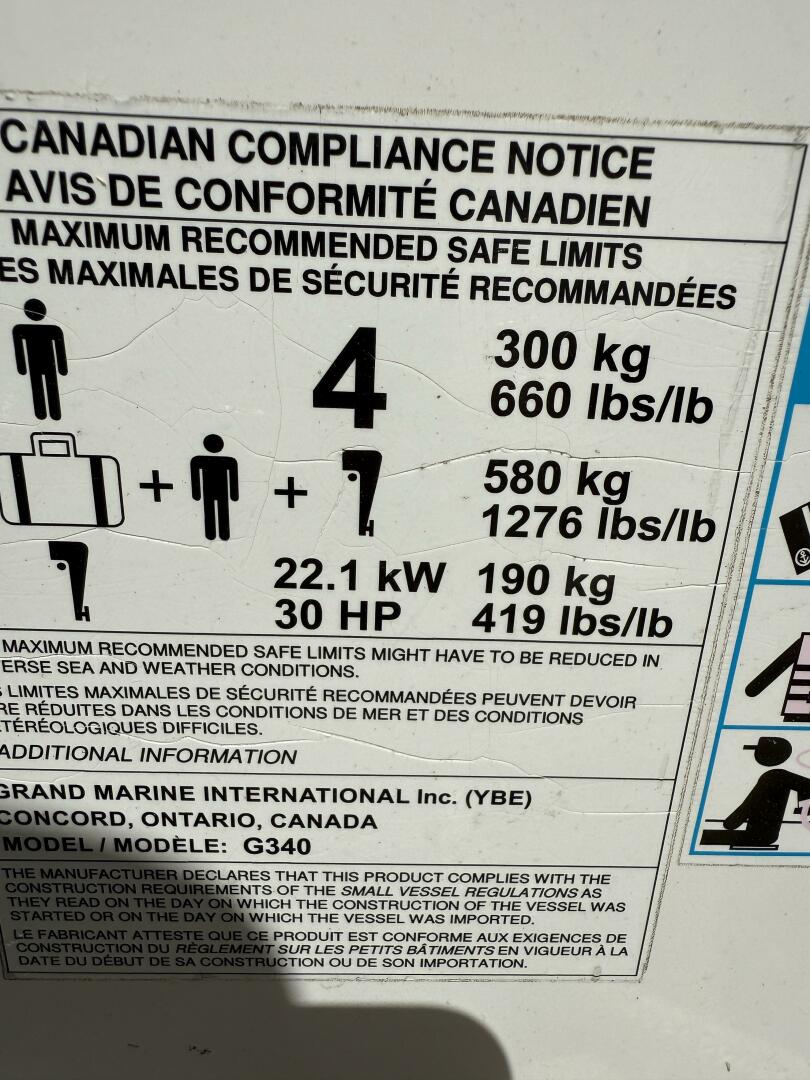 CANADIAN COMPLIANCE NOTICE
AVIS DE CONFORMITÉ CANADIEN
MAXIMUM RECOMMENDED SAFE LIMITS
ES MAXIMALES DE SÉCURITÉ RECOMMANDÉES
4 300 kg
660 lbs/lb
+ + 580 kg
1276 lbs/lb
22.1 kW 190 kg
30 HP 419 lbs/lb
MAXIMUM RECOMMENDED SAFE LIMITS MIGHT HAVE TO BE REDUCED IN
ERSE SEA AND WEATHER CONDITIONS.
S LIMITES MAXIMALES DE SÉCURITÉ RECOMMANDÉES PEUVENT DEVOIR
RE RÉDUITES DANS LES CONDITIONS DE MER ET DES CONDITIONS
TÉRÉOLOGIQUES DIFFICILES.
ADDITIONAL INFORMATION
GRAND MARINE INTERNATIONAL Inc. (YBE)
CONCORD, ONTARIO, CANADA
MODEL / MODÈLE: G340
THE MANUFACTURER DECLARES THAT THIS PRODUCT COMPLIES WITH THE
CONSTRUCTION REQUIREMENTS OF THE SMALL VESSEL REGULATIONS AS
THEY READ ON THE DAY ON WHICH THE CONSTRUCTION OF THE VESSEL WAS
STARTED OR ON THE DAY ON WHICH THE VESSEL WAS IMPORTED.
LE FABRICANT ATTESTE QUE CE PRODUIT EST CONFORME AUX EXIGENCES DE
CONSTRUCTION DU RÈGLEMENT SUR LES PETITS BÂTIMENTS EN VIGUEUR À LA
DATE DU DÉBUT DE SA CONSTRUCTION OU DE SON IMPORTATION.